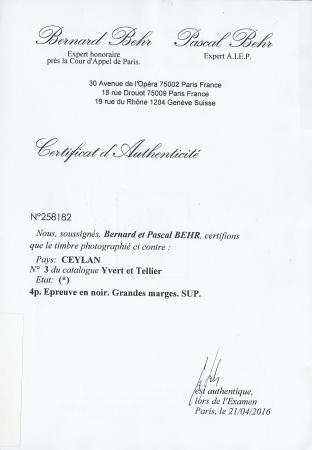 Bernard Behr Pascal Behr
Expert honoraire Expert A.I.E.P.
près la Cour d'Appel de Paris.
30 Avenue de l'Opéra 75002 Paris France
18 rue Drouot 75009 Paris France
19 rue du Rhône 1204 Genéve Suisse
Certificat d'Authenticité
N°258182
Nous, soussignés, Bernard et Pascal BEHR, certifions
que le timbre photographié ci contre :
Pays: CEYLAN
N° 3 du catalogue Yvert et Tellier
Etat: (*)
4p. Epreuve en noir. Grandes marges. SUP.
est authentique,
lors de l'Examen
Paris, le 21/04/2016